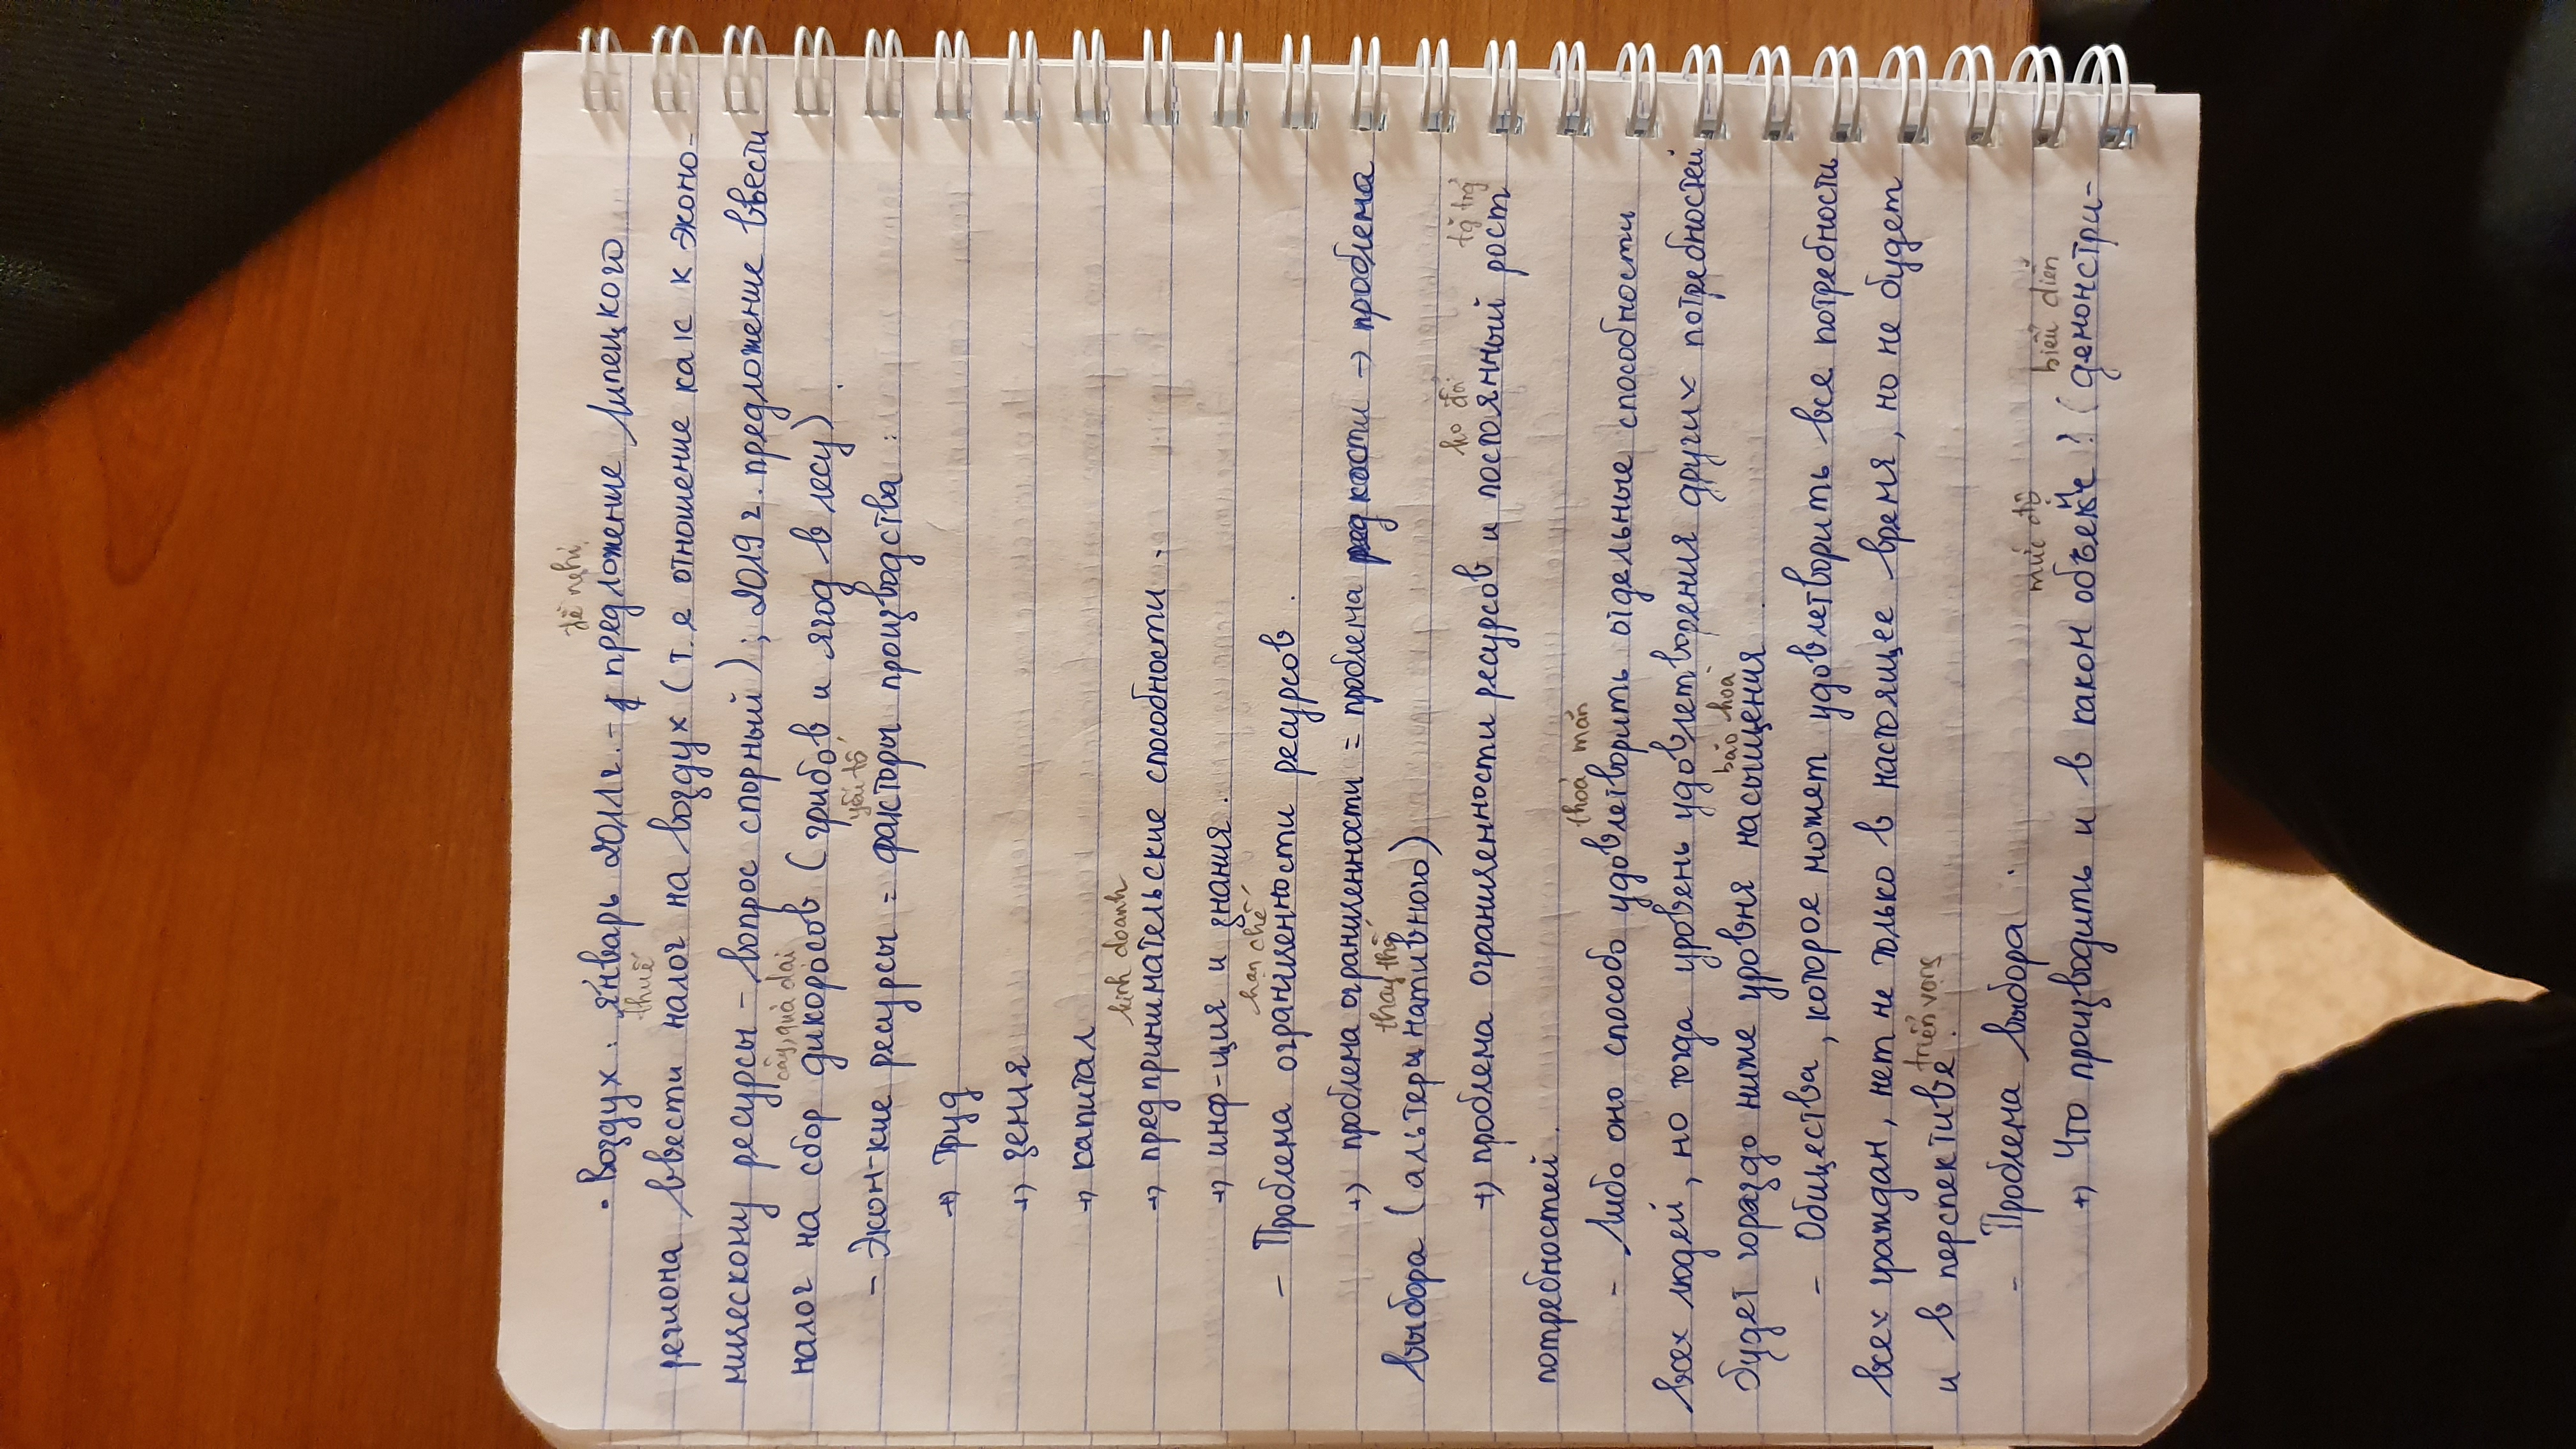 đề nghị
• Воздух : январь 2011г. – предложение Липецкого
thuế
региона ввести налог на воздух (т.е отношение как к эконо-
мическому ресурсы – вопрос спорный) ; 2019 г. предложение ввести
cây, quả dại
налог на сбор дикоросов (грибов и ягод в лесу)
yếu tố
– Экон-кие ресурсы = факторы производства :
+) труд
+) земля
+) капитал
kinh doanh
+) предпринимательские способности .
+) инф-ция и знания .
hạn chế
– Проблема ограниченности ресурсов .
+) проблема ограниченности = проблема редкости → проблема
thay thế
выбора (альтернативного)
+) проблема ограниченности ресурсов и постоянный рост
потребностей .
thoả mãn
– Либо оно способо удовлетворить отдельные способности
всех людей, но тогда уровень удовлетворения других потребностей
bão hoà
будет гораздо ниже уровня насыщения .
– Общества, которое может удовлетворить все потребности
всех граждан, нет не только в настоящее время, но не будет
triển vọng
и в перспективе .
– Проблема выбора .
mức độ biểu diễn
+) Что производить и в каком объеме ? (демонстри-